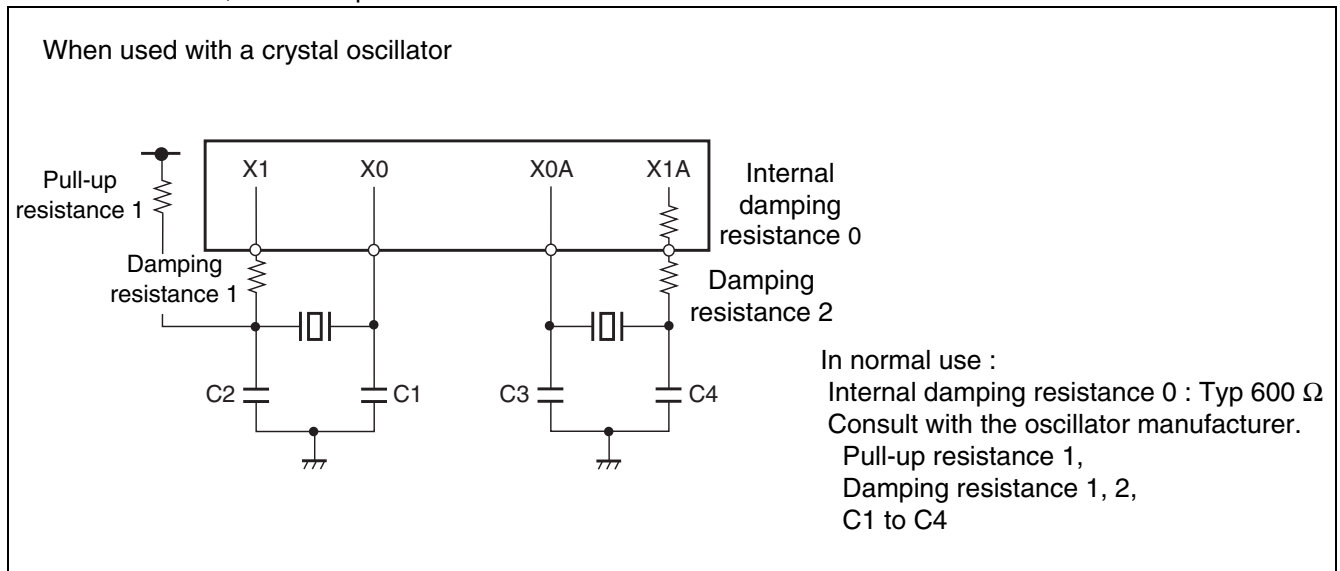 When used with a crystal oscillator
X1 X0 X0A X1A
Pull-up
resistance 1
Internal
damping
resistance 0
Damping
resistance 1
Damping
resistance 2
C2 C1 C3 C4
In normal use :
Internal damping resistance 0 : Typ 600 Ω
Consult with the oscillator manufacturer.
Pull-up resistance 1,
Damping resistance 1, 2,
C1 to C4